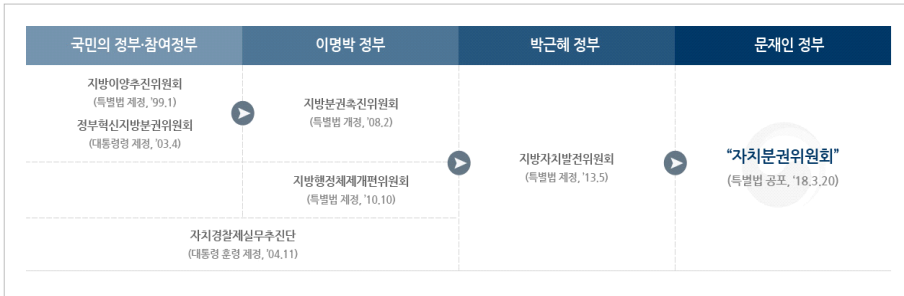 국민의 정부·참여정부
이명박 정부
박근혜 정부
문재인 정부
지방이양추진위원회
(특별법 제정, '99.1)
정부혁신지방분권위원회
(대통령령 제정, '03.4)
지방분권촉진위원회
(특별법 개정, '08.2)
지방행정체제개편위원회
(특별법 제정, '10.10)
자치경찰제실무추진단
(대통령 훈령 제정, '04.11)
지방자치발전위원회
(특별법 제정, '13.5)
“자치분권위원회”
(특별법 공포, '18.3.20)